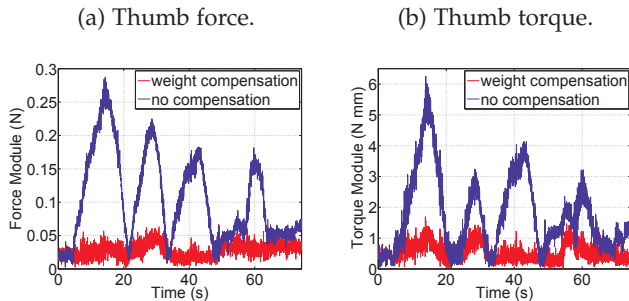 (a) Thumb force.
(b) Thumb torque.
0.3
0.25
0.2
0.15
0.1
0.05
0
Force Module (N)
weight compensation
no compensation
0 20 40 60
Time (s)
6
5
4
3
2
1
0
Torque Module (N mm)
weight compensation
no compensation
0 20 40 60
Time (s)